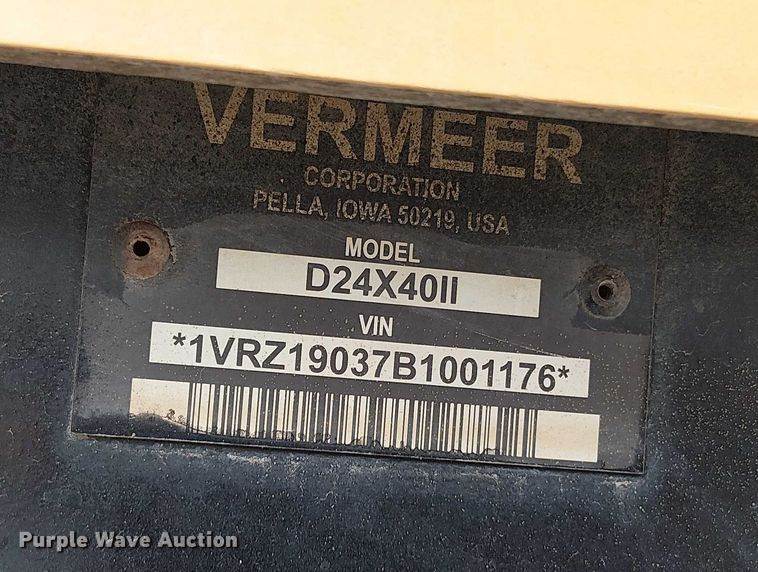 VERMEER
CORPORATION
PELLA, IOWA 50219, USA
MODEL
D24X40II
VIN
*1VRZ19037B1001176*
Purple Wave Auction